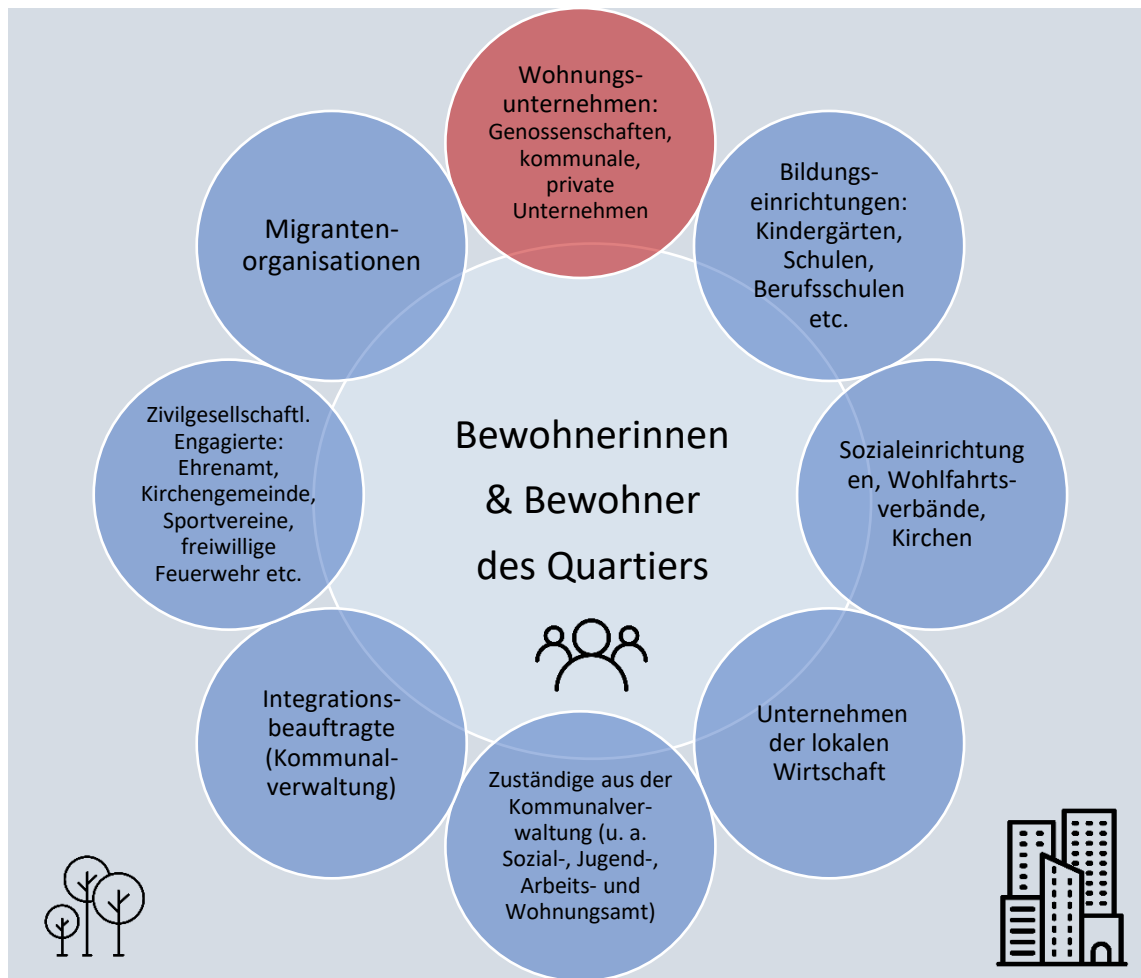 Wohnungs-
unternehmen:
Genossenschaften,
kommunale,
private
Unternehmen
Bildungs-
einrichtungen:
Kindergärten,
Schulen,
Berufsschulen
etc.
Sozialeinrichtung
en, Wohlfahrts-
verbände,
Kirchen
Unternehmen
der lokalen
Wirtschaft
Zuständige aus der
Kommunalver-
waltung (u. a.
Sozial-, Jugend-,
Arbeits- und
Wohnungsamt)
Integrations-
beauftragte
(Kommunal-
verwaltung)
Zivilgesellschaftl.
Engagierte:
Ehrenamt,
Kirchengemeinde,
Sportvereine,
freiwillige
Feuerwehr etc.
Migranten-
organisationen
Bewohnerinnen
& Bewohner
des Quartiers